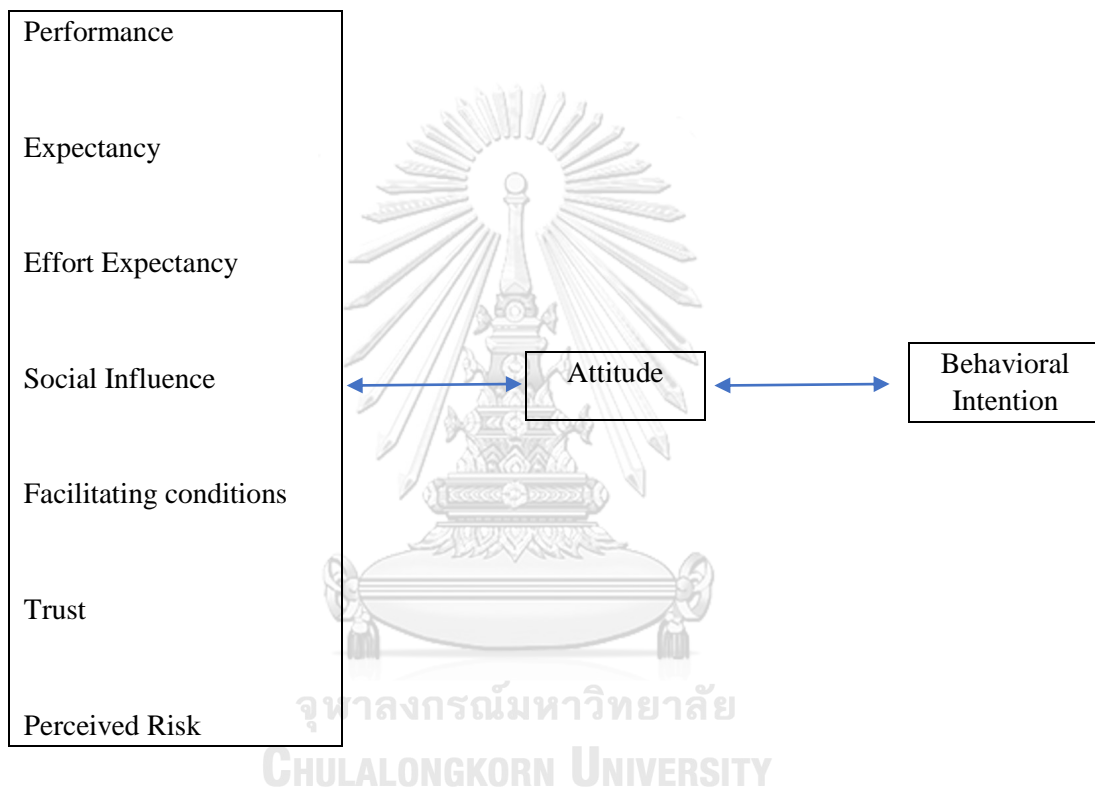 Performance
Expectancy
Effort Expectancy
Social Influence
Attitude
Behavioral
Intention
Facilitating conditions
Trust
Perceived Risk
จุฬาลงกรณ์มหาวิทยาลัย
CHULALONGKORN UNIVERSITY